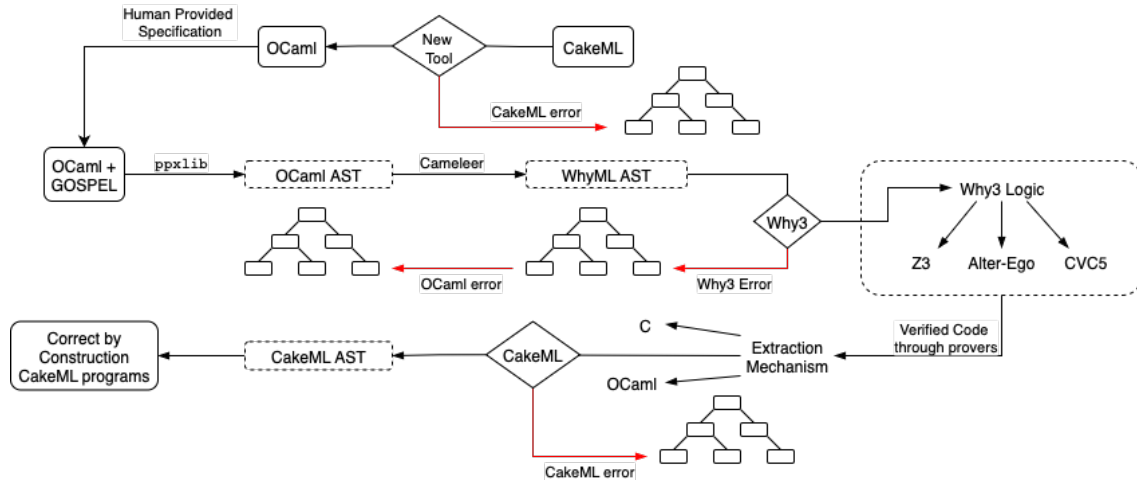 Human Provided
Specification
OCaml
New
Tool
CakeML
CakeML error
OCaml +
GOSPEL
ppxlib
OCaml AST
Cameleer
WhyML AST
Why3
Why3 Logic
Z3
Alter-Ego
CVC5
OCaml error
Why3 Error
Correct by
Construction
CakeML programs
CakeML AST
CakeML
C
OCaml
Extraction
Mechanism
Verified Code
through provers
CakeML error